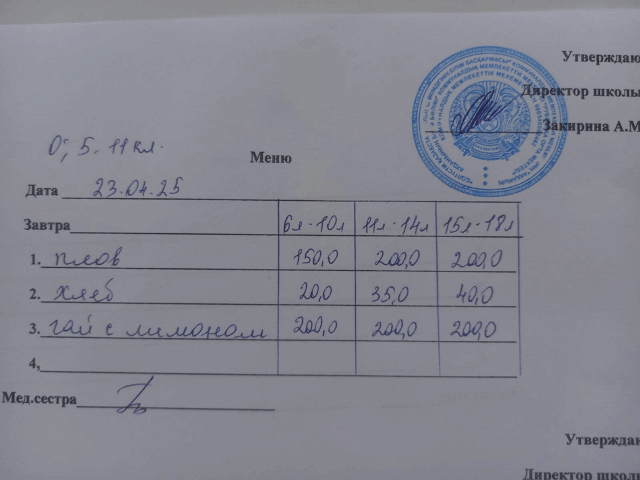 Утверждаю
Директор школы
Закирина А.М
0; 5-11 кл.
Меню
Дата 23.04.25
Завтра 6л-10л 11л-14л 15л-18л
1. плов 150,0 200,0 200,0
2. хлеб 20,0 35,0 40,0
3. чай с лимоном 200,0 200,0 200,0
4,
Мед.сестра
Утверждаю
Директор школы